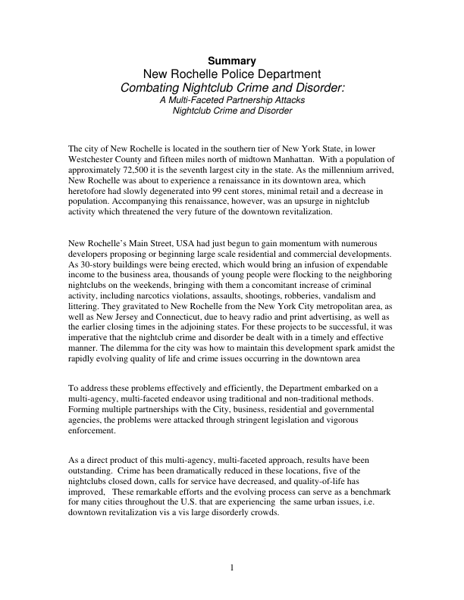 Summary
New Rochelle Police Department
Combating Nightclub Crime and Disorder:
A Multi-Faceted Partnership Attacks
Nightclub Crime and Disorder
The city of New Rochelle is located in the southern tier of New York State, in lower
Westchester County and fifteen miles north of midtown Manhattan.  With a population of
approximately 72,500 it is the seventh largest city in the state. As the millennium arrived,
New Rochelle was about to experience a renaissance in its downtown area, which
heretofore had slowly degenerated into 99 cent stores, minimal retail and a decrease in
population. Accompanying this renaissance, however, was an upsurge in nightclub
activity which threatened the very future of the downtown revitalization.
New Rochelle's Main Street, USA had just begun to gain momentum with numerous
developers proposing or beginning large scale residential and commercial developments.
As 30-story buildings were being erected, which would bring an infusion of expendable
income to the business area, thousands of young people were flocking to the neighboring
nightclubs on the weekends, bringing with them a concomitant increase of criminal
activity, including narcotics violations, assaults, shootings, robberies, vandalism and
littering. They gravitated to New Rochelle from the New York City metropolitan area, as
well as New Jersey and Connecticut, due to heavy radio and print advertising, as well as
the earlier closing times in the adjoining states. For these projects to be successful, it was
imperative that the nightclub crime and disorder be dealt with in a timely and effective
manner. The dilemma for the city was how to maintain this development spark amidst the
rapidly evolving quality of life and crime issues occurring in the downtown area
To address these problems effectively and efficiently, the Department embarked on a
multi-agency, multi-faceted endeavor using traditional and non-traditional methods.
Forming multiple partnerships with the City, business, residential and governmental
agencies, the problems were attacked through stringent legislation and vigorous
enforcement.
As a direct product of this multi-agency, multi-faceted approach, results have been
outstanding.  Crime has been dramatically reduced in these locations, five of the
nightclubs closed down, calls for service have decreased, and quality-of-life has
improved,   These remarkable efforts and the evolving process can serve as a benchmark
for many cities throughout the U.S. that are experiencing  the same urban issues, i.e.
downtown revitalization vis a vis large disorderly crowds.
1